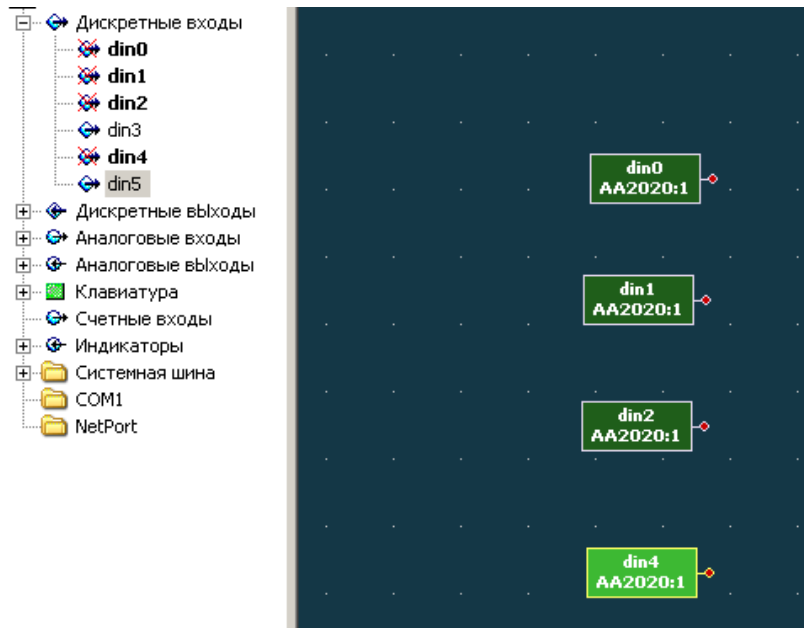 Дискретные входы
din0
din1
din2
din3
din4
din5
Дискретные вЫходы
Аналоговые входы
Аналоговые вЫходы
Клавиатура
Счетные входы
Индикаторы
Системная шина
COM1
NetPort
din0
AA2020:1
din1
AA2020:1
din2
AA2020:1
din4
AA2020:1